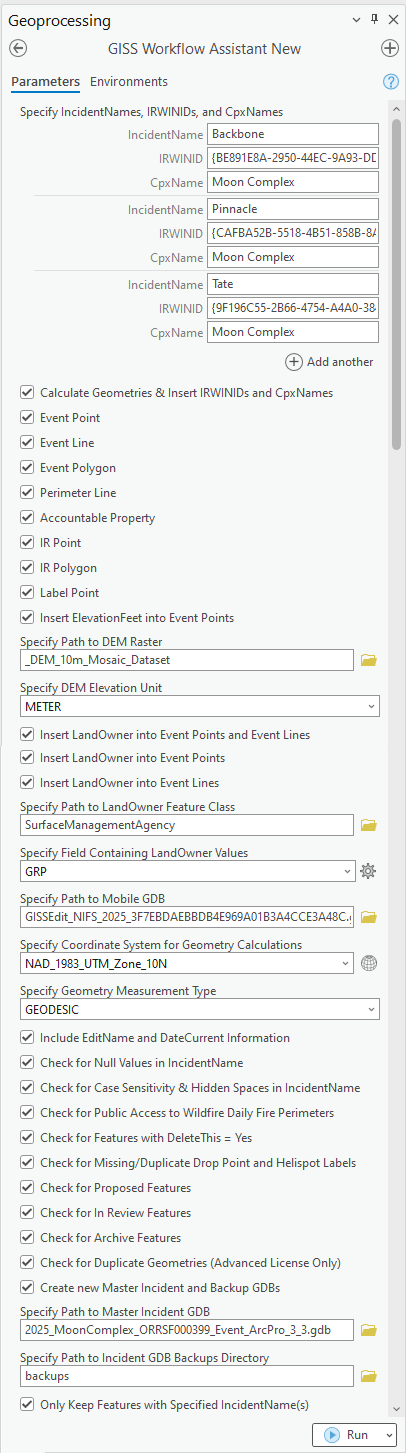 Geoprocessing
GISS Workflow Assistant New
Parameters Environments
Specify IncidentNames, IRWINIDs, and CpxNames
IncidentName Backbone
IRWINID {BE891E8A-2950-44EC-9A93-DD
CpxName Moon Complex
IncidentName Pinnacle
IRWINID {CAFBA52B-5518-4B51-858B-8A
CpxName Moon Complex
IncidentName Tate
IRWINID {9F196C55-2B66-4754-A4A0-384
CpxName Moon Complex
Add another
Calculate Geometries & Insert IRWINIDs and CpxNames
Event Point
Event Line
Event Polygon
Perimeter Line
Accountable Property
IR Point
IR Polygon
Label Point
Insert ElevationFeet into Event Points
Specify Path to DEM Raster
_DEM_10m_Mosaic_Dataset
Specify DEM Elevation Unit
METER
Insert LandOwner into Event Points and Event Lines
Insert LandOwner into Event Points
Insert LandOwner into Event Lines
Specify Path to LandOwner Feature Class
SurfaceManagementAgency
Specify Field Containing LandOwner Values
GRP
Specify Path to Mobile GDB
GISSEdit_NIFS_2025_3F7EBDAEBBDB4E969A01B3A4CCE3A48C.g
Specify Coordinate System for Geometry Calculations
NAD_1983_UTM_Zone_10N
Specify Geometry Measurement Type
GEODESIC
Include EditName and DateCurrent Information
Check for Null Values in IncidentName
Check for Case Sensitivity & Hidden Spaces in IncidentName
Check for Public Access to Wildfire Daily Fire Perimeters
Check for Features with DeleteThis = Yes
Check for Missing/Duplicate Drop Point and Helispot Labels
Check for Proposed Features
Check for In Review Features
Check for Archive Features
Check for Duplicate Geometries (Advanced License Only)
Create new Master Incident and Backup GDBs
Specify Path to Master Incident GDB
2025_MoonComplex_ORRSF000399_Event_ArcPro_3_3.gdb
Specify Path to Incident GDB Backups Directory
backups
Only Keep Features with Specified IncidentName(s)
Run